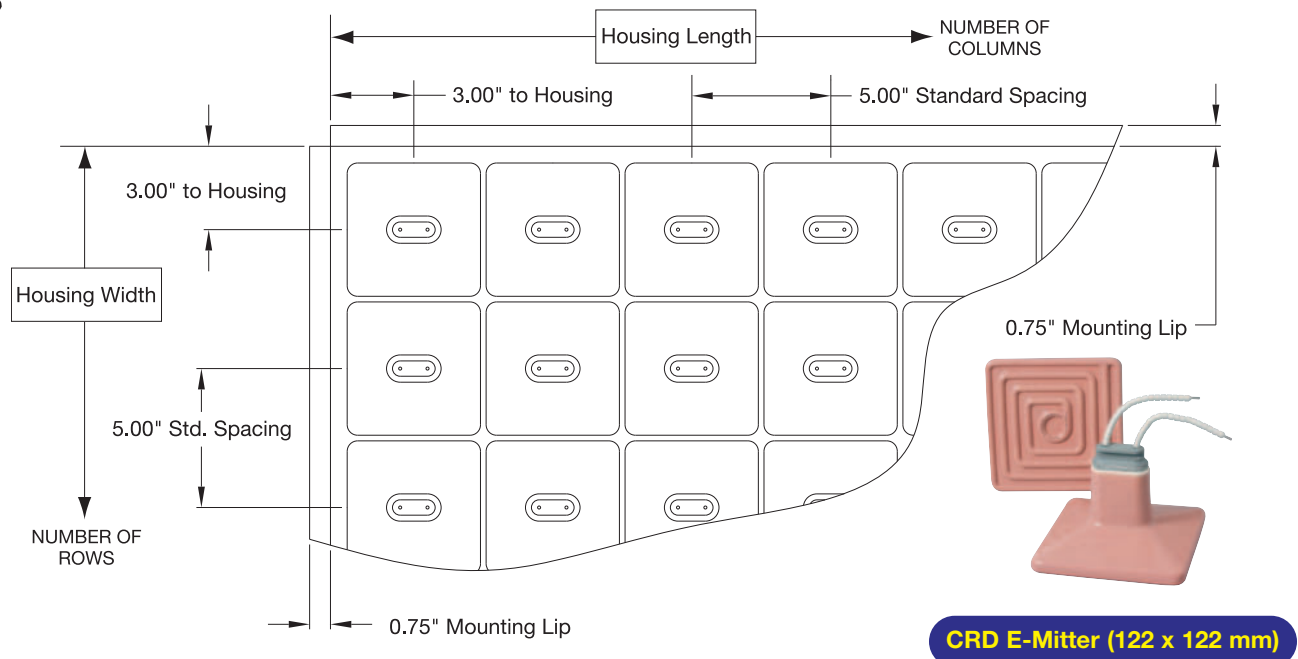 Housing Length
NUMBER OF
COLUMNS
3.00" to Housing
5.00" Standard Spacing
3.00" to Housing
Housing Width
0.75" Mounting Lip
5.00" Std. Spacing
NUMBER OF
ROWS
0.75" Mounting Lip
CRD E-Mitter (122 x 122 mm)